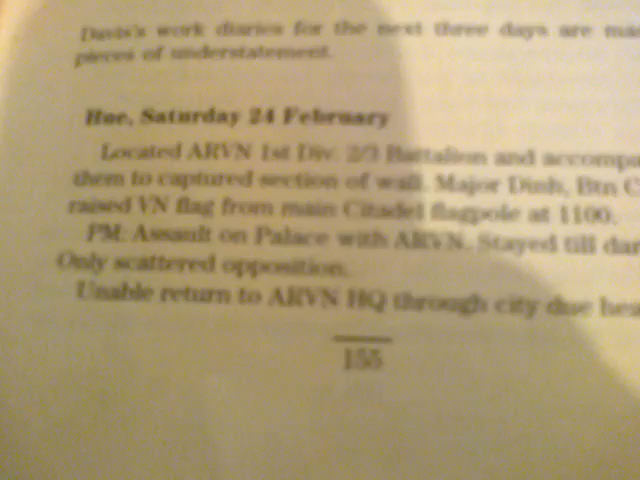 Davis's work diaries for the next three days are
pieces of understatement.
Hue, Saturday 24 February
Located ARVN 1st Div. 2/3 Battalion and
them to captured section of wall. Major Dinh, Btn
raised VN flag from main Citadel flagpole at 1100.
PM: Assault on Palace with ARVN. Stayed till
Only scattered opposition.
Unable return to ARVN HQ through city due
155